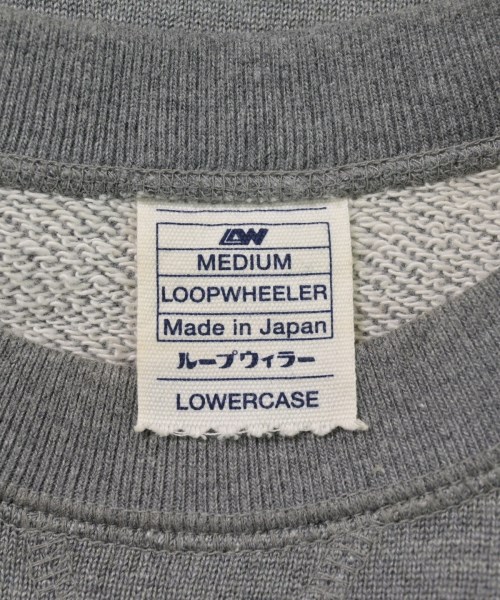 LW
MEDIUM
LOOPWHEELER
Made in Japan
ループウィラー
LOWERCASE